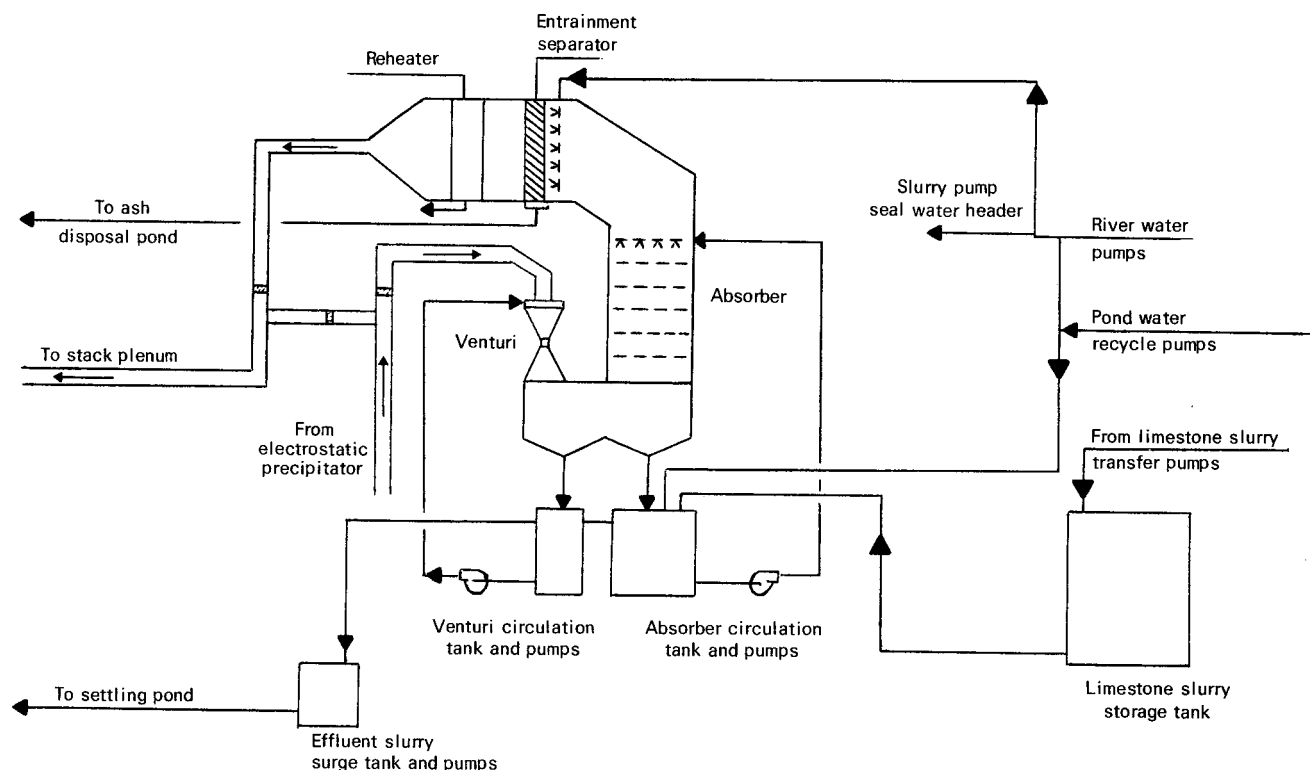 Entrainment
separator
Reheater
To ash
disposal pond
Slurry pump
seal water header
River water
pumps
Absorber
Pond water
recycle pumps
Venturi
To stack plenum
From
electrostatic
precipitator
From limestone slurry
transfer pumps
Venturi circulation
tank and pumps
Absorber circulation
tank and pumps
To settling pond
Limestone slurry
storage tank
Effluent slurry
surge tank and pumps